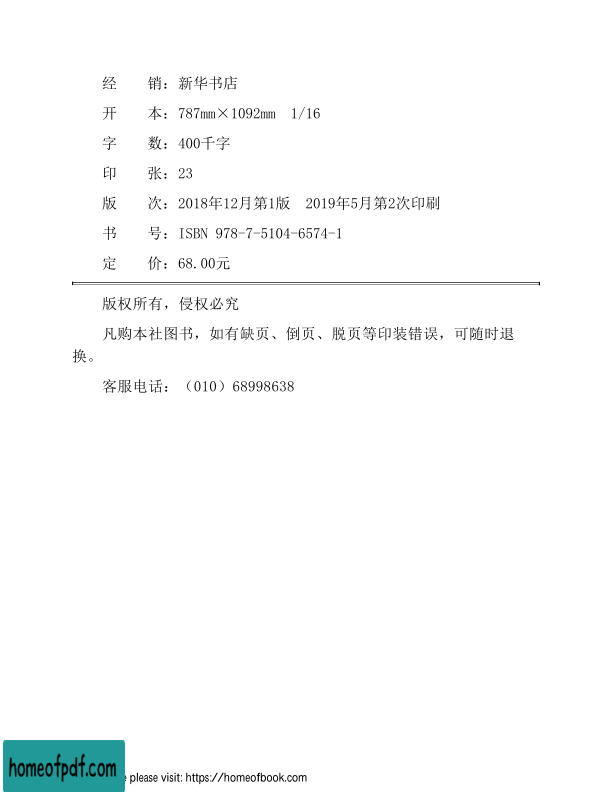 经　　销：新华书店
开　　本：787mm×1092mm　1/16
字　　数：400千字
印　　张：23
版　　次：2018年12月第1版　2019年5月第2次印刷
书　　号：ISBN 978-7-5104-6574-1
定　　价：68.00元
版权所有，侵权必究
凡购本社图书，如有缺页、倒页、脱页等印装错误，可随时退
换。
客服电话：（010）68998638
homeofpdf.com
please visit: https://homeofbook.com